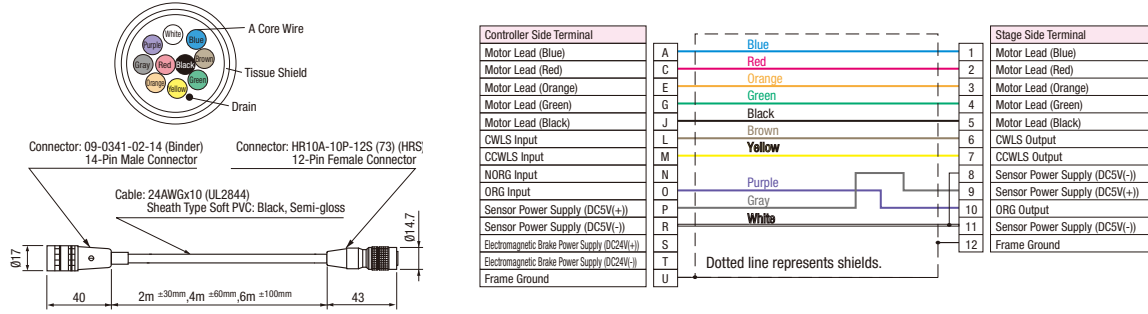 White
Purple
Blue
Gray
Red
Black
Brown
Orange
Yellow
Green
A Core Wire
Tissue Shield
Drain
Connector: 09-0341-02-14 (Binder)
14-Pin Male Connector
Connector: HR10A-10P-12S (73) (HRS)
12-Pin Female Connector
Cable: 24AWGx10 (UL2844)
Sheath Type Soft PVC: Black, Semi-gloss
Ø17
Ø14.7
40
2m ±30mm,4m ±60mm,6m ±100mm
43
Controller Side Terminal
Motor Lead (Blue) A
Motor Lead (Red) C
Motor Lead (Orange) E
Motor Lead (Green) G
Motor Lead (Black) J
CWLS Input L
CCWLS Input M
NORG Input N
ORG Input O
Sensor Power Supply (DC5V(+)) P
Sensor Power Supply (DC5V(-)) R
Electromagnetic Brake Power Supply (DC24V(+)) S
Electromagnetic Brake Power Supply (DC24V(-)) T
Frame Ground U
Blue
Red
Orange
Green
Black
Brown
Yellow
Purple
Gray
White
Dotted line represents shields.
Stage Side Terminal
1 Motor Lead (Blue)
2 Motor Lead (Red)
3 Motor Lead (Orange)
4 Motor Lead (Green)
5 Motor Lead (Black)
6 CWLS Output
7 CCWLS Output
8 Sensor Power Supply (DC5V(-))
9 Sensor Power Supply (DC5V(+))
10 ORG Output
11 Sensor Power Supply (DC5V(-))
12 Frame Ground